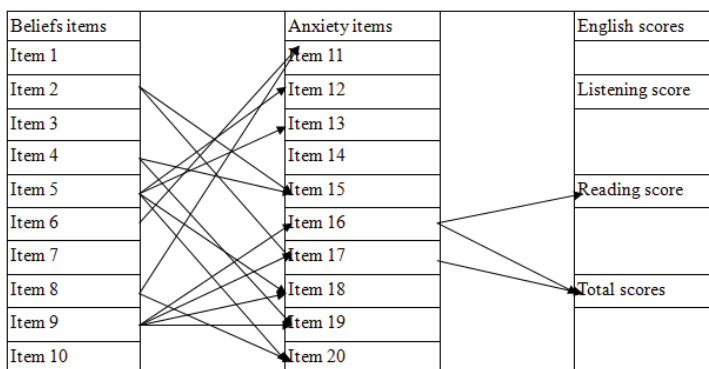 Beliefs items Anxiety items English scores
Item 1 Item 11
Item 2 Item 12 Listening score
Item 3 Item 13
Item 4 Item 14
Item 5 Item 15 Reading score
Item 6 Item 16
Item 7 Item 17
Item 8 Item 18 Total scores
Item 9 Item 19
Item 10 Item 20